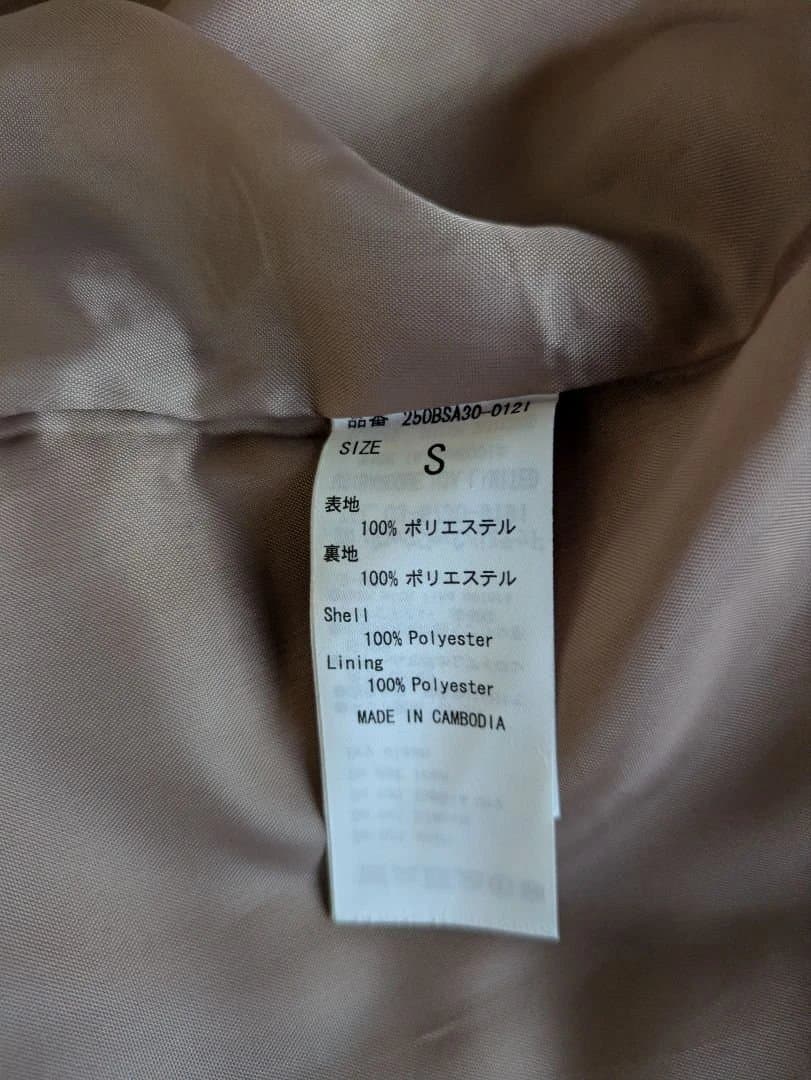 品番 250BSA30-0121
SIZE S
表地
100% ポリエステル
裏地
100% ポリエステル
Shell
100% Polyester
Lining
100% Polyester
MADE IN CAMBODIA